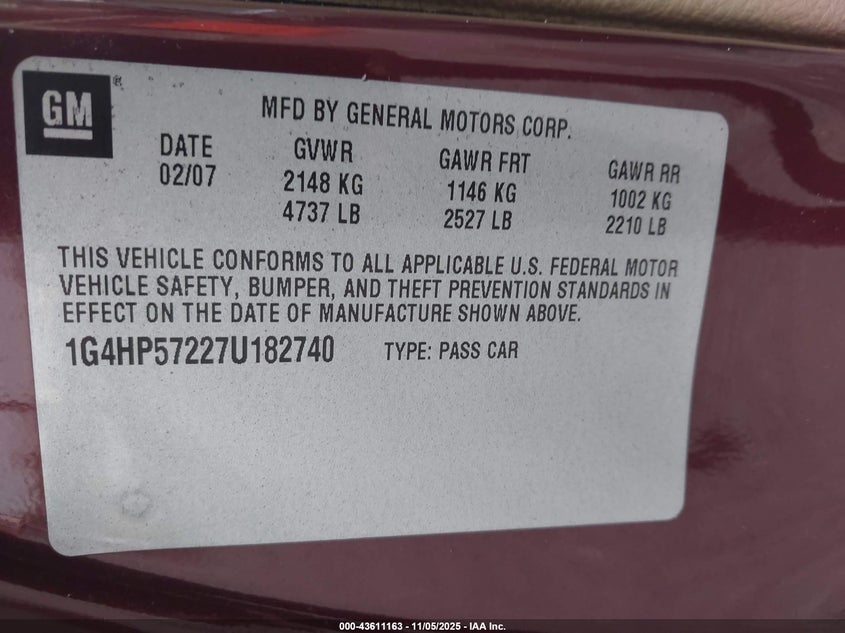 GM®
MFD BY GENERAL MOTORS CORP.
DATE GVWR GAWR FRT GAWR RR
02/07 2148 KG 1146 KG 1002 KG
4737 LB 2527 LB 2210 LB
THIS VEHICLE CONFORMS TO ALL APPLICABLE U.S. FEDERAL MOTOR
VEHICLE SAFETY, BUMPER, AND THEFT PREVENTION STANDARDS IN
EFFECT ON THE DATE OF MANUFACTURE SHOWN ABOVE.
1G4HP57227U182740 TYPE: PASS CAR
000-43611163 - 11/05/2025 - IAA Inc.